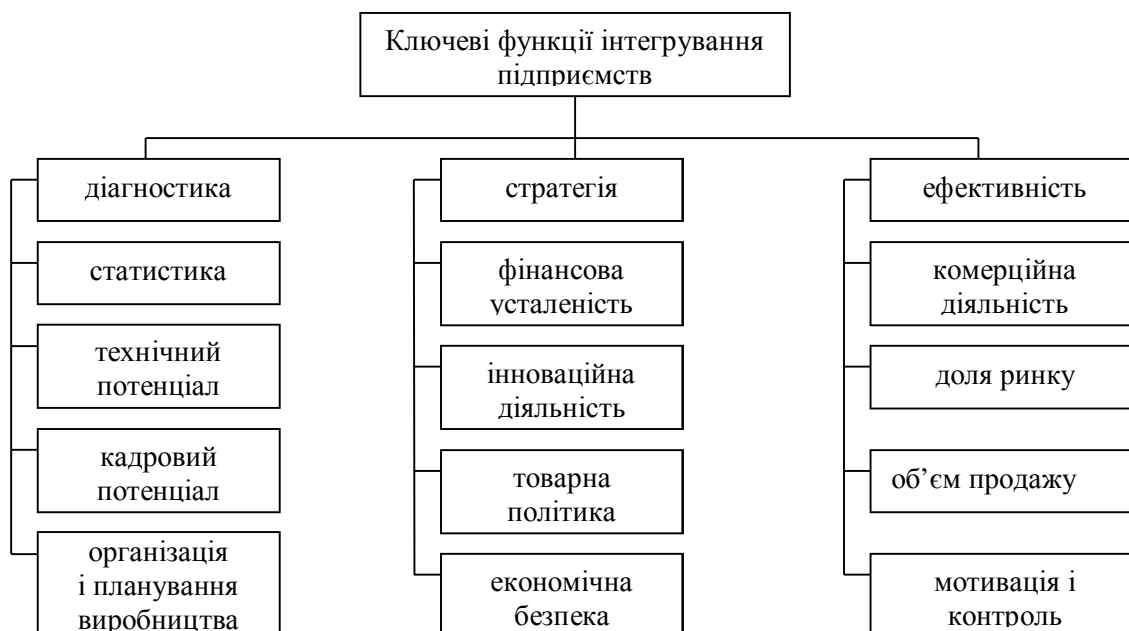 Ключеві функції інтегрування
підприємств
діагностика
статистика
технічний
потенціал
кадровий
потенціал
організація
і планування
виробництва
стратегія
фінансова
усталеність
інноваційна
діяльність
товарна
політика
економічна
безпека
ефективність
комерційна
діяльність
доля ринку
об’єм продажу
мотивація і
контроль